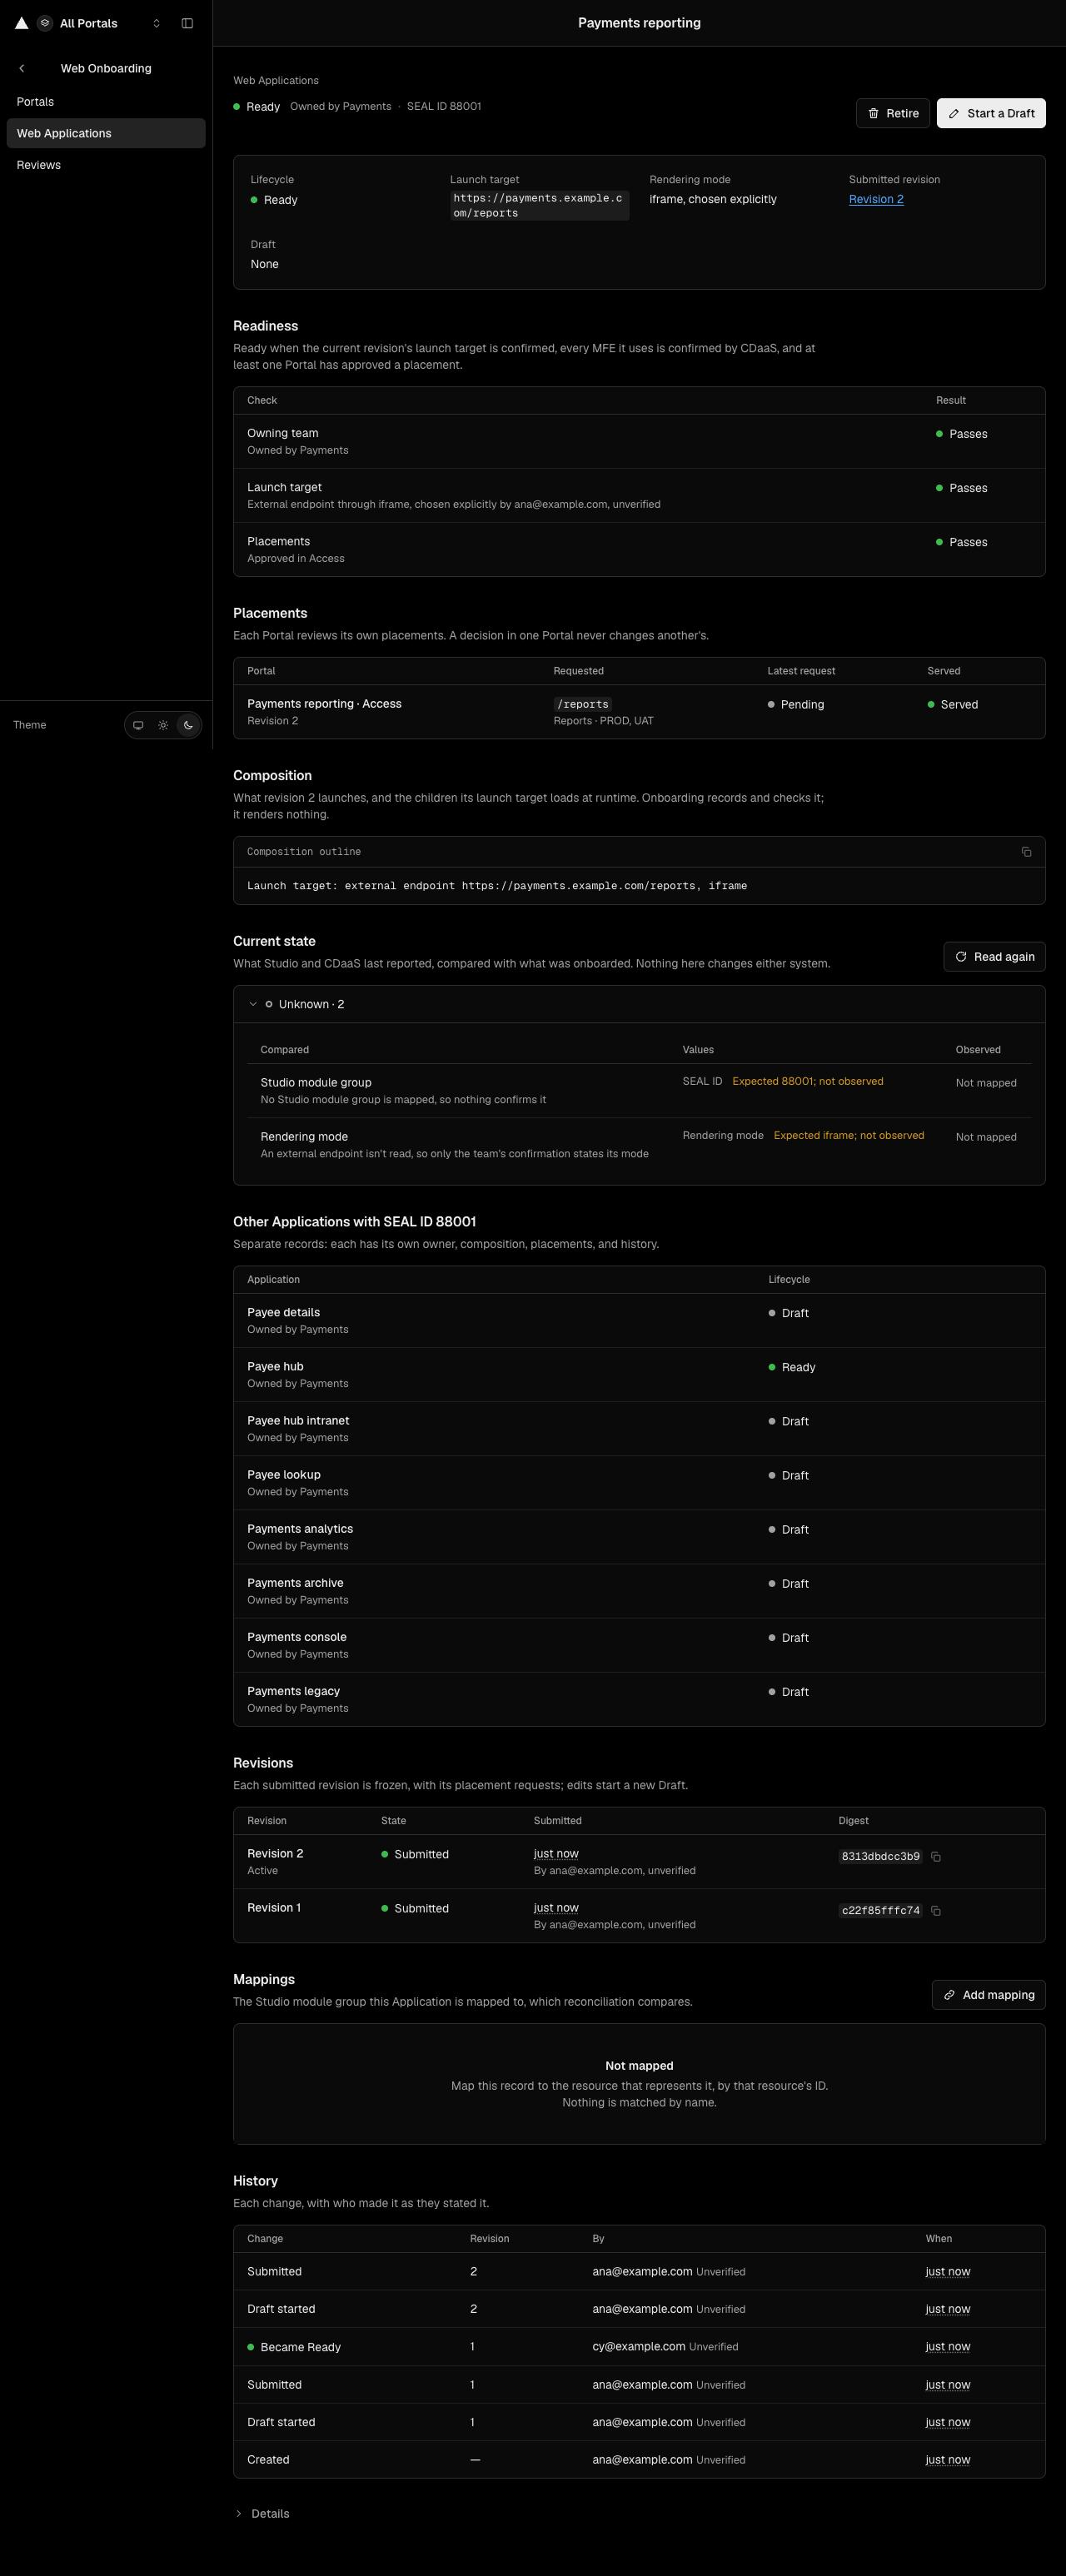 All Portals
Payments reporting
Web Onboarding
Portals
Web Applications
Reviews
Theme
Web Applications
Ready Owned by Payments · SEAL ID 88001
Retire
Start a Draft
Lifecycle
Ready
Launch target
https://payments.example.c
om/reports
Rendering mode
iframe, chosen explicitly
Submitted revision
Revision 2
Draft
None
Readiness
Ready when the current revision's launch target is confirmed, every MFE it uses is confirmed by CDaaS, and at
least one Portal has approved a placement.
Check Result
Owning team Passes
Owned by Payments
Launch target Passes
External endpoint through iframe, chosen explicitly by ana@example.com, unverified
Placements Passes
Approved in Access
Placements
Each Portal reviews its own placements. A decision in one Portal never changes another's.
Portal Requested Latest request Served
Payments reporting · Access /reports Pending Served
Revision 2 Reports · PROD, UAT
Composition
What revision 2 launches, and the children its launch target loads at runtime. Onboarding records and checks it;
it renders nothing.
Composition outline
Launch target: external endpoint https://payments.example.com/reports, iframe
Current state
What Studio and CDaaS last reported, compared with what was onboarded. Nothing here changes either system.
Read again
Unknown · 2
Compared Values Observed
Studio module group SEAL ID Expected 88001; not observed Not mapped
No Studio module group is mapped, so nothing confirms it
Rendering mode Rendering mode Expected iframe; not observed Not mapped
An external endpoint isn't read, so only the team's confirmation states its mode
Other Applications with SEAL ID 88001
Separate records: each has its own owner, composition, placements, and history.
Application Lifecycle
Payee details Draft
Owned by Payments
Payee hub Ready
Owned by Payments
Payee hub intranet Draft
Owned by Payments
Payee lookup Draft
Owned by Payments
Payments analytics Draft
Owned by Payments
Payments archive Draft
Owned by Payments
Payments console Draft
Owned by Payments
Payments legacy Draft
Owned by Payments
Revisions
Each submitted revision is frozen, with its placement requests; edits start a new Draft.
Revision State Submitted Digest
Revision 2 Submitted just now 8313dbdcc3b9
Active By ana@example.com, unverified
Revision 1 Submitted just now c22f85fffc74
By ana@example.com, unverified
Mappings
The Studio module group this Application is mapped to, which reconciliation compares.
Add mapping
Not mapped
Map this record to the resource that represents it, by that resource's ID.
Nothing is matched by name.
History
Each change, with who made it as they stated it.
Change Revision By When
Submitted 2 ana@example.com Unverified just now
Draft started 2 ana@example.com Unverified just now
Became Ready 1 cy@example.com Unverified just now
Submitted 1 ana@example.com Unverified just now
Draft started 1 ana@example.com Unverified just now
Created — ana@example.com Unverified just now
Details